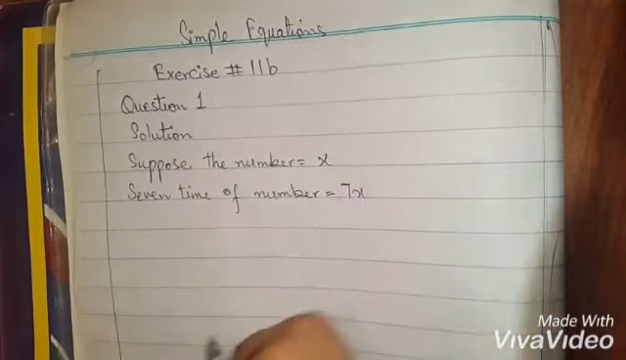 Simple Equations
Exercise # 11b
Question 1
Solution
Suppose the number = x
Seven time of number = 7x
Made With
VivaVideo